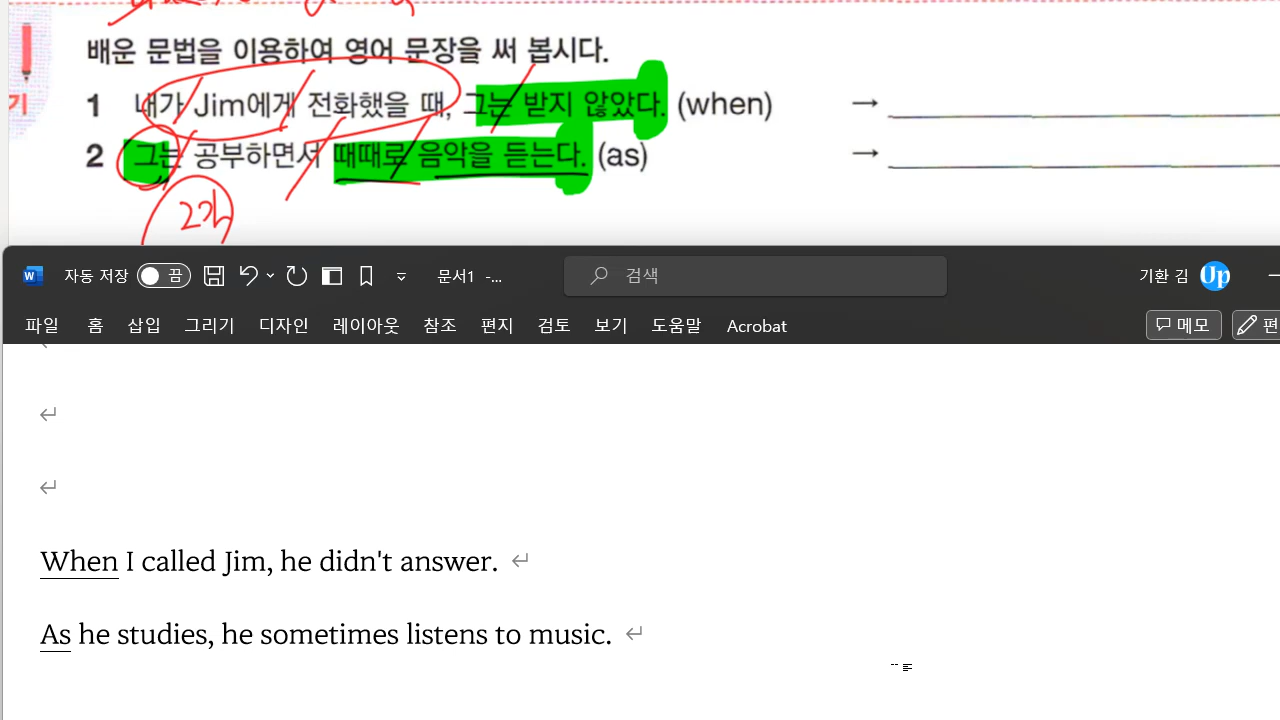 배운 문법을 이용하여 영어 문장을 써 봅시다.
기
1 내가 Jim에게 전화했을 때, 그는 받지 않았다. (when) →
2 그는 공부하면서 때때로 음악을 듣는다. (as) →
2개
자동 저장 끔 문서1 -... 검색 기환 김 Up
파일 홈 삽입 그리기 디자인 레이아웃 참조 편지 검토 보기 도움말 Acrobat 메모 편
When I called Jim, he didn't answer.
As he studies, he sometimes listens to music.